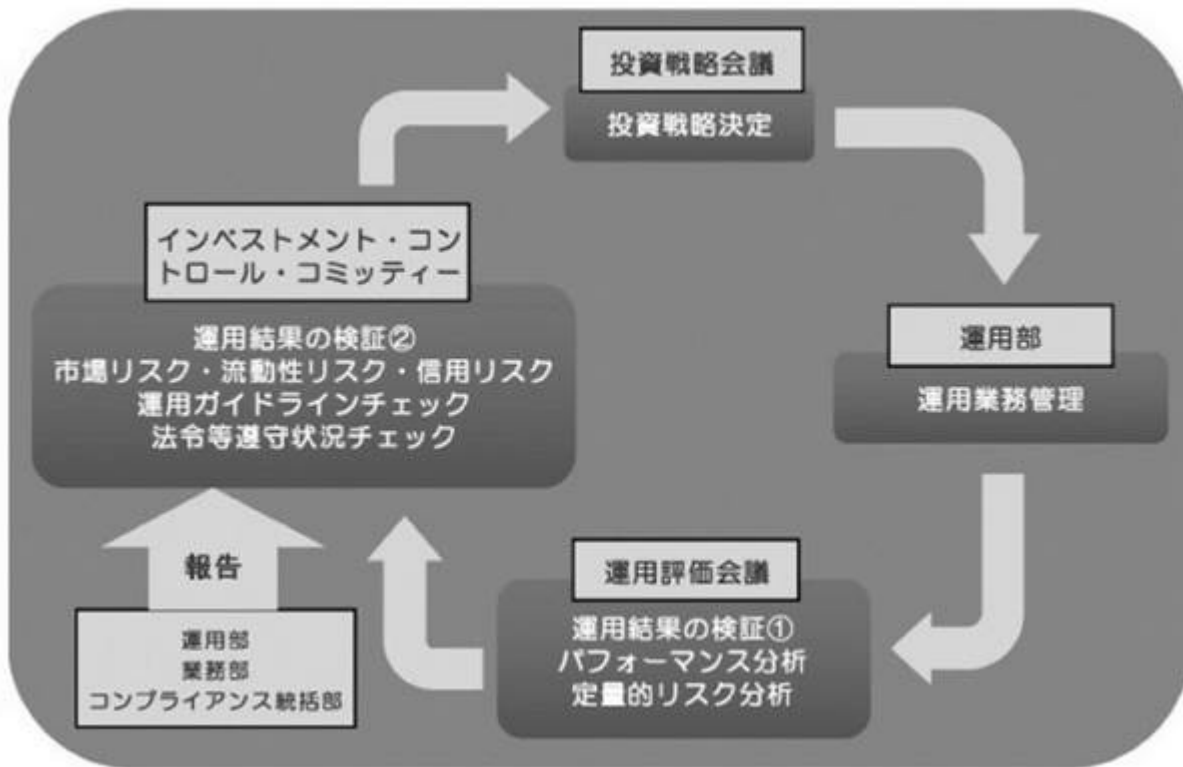 投資戦略会議
投資戦略決定
インベストメント・コン
トロール・コミッティー
運用結果の検証②
市場リスク・流動性リスク・信用リスク
運用ガイドラインチェック
法令等遵守状況チェック
運用部
運用業務管理
報告
運用部
業務部
コンプライアンス統括部
運用評価会議
運用結果の検証①
パフォーマンス分析
定量的リスク分析